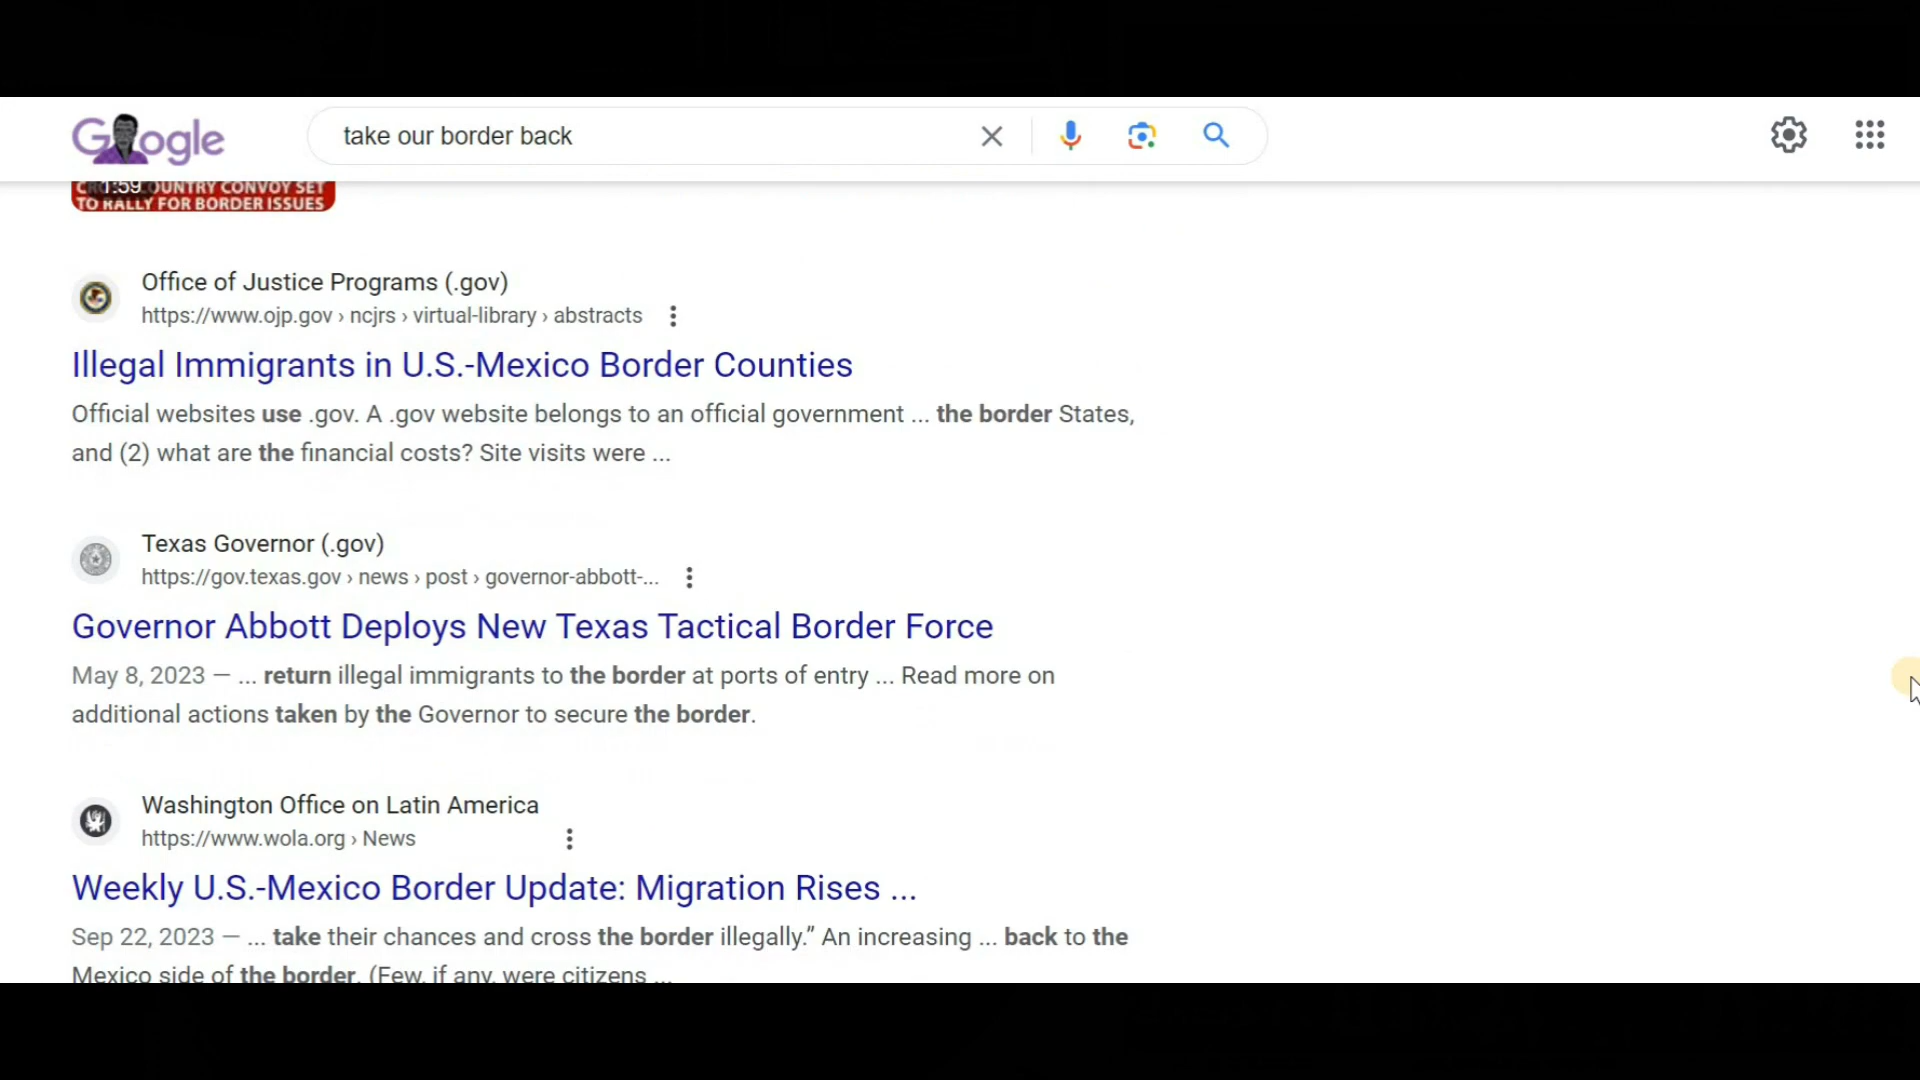 Google
take our border back
CROSS COUNTRY CONVOY SET
1:59
TO RALLY FOR BORDER ISSUES
Office of Justice Programs (.gov)
https://www.ojp.gov › ncjrs › virtual-library › abstracts
Illegal Immigrants in U.S.-Mexico Border Counties
Official websites use .gov. A .gov website belongs to an official government ... the border States,
and (2) what are the financial costs? Site visits were ...
Texas Governor (.gov)
https://gov.texas.gov › news › post › governor-abbott-...
Governor Abbott Deploys New Texas Tactical Border Force
May 8, 2023 — ... return illegal immigrants to the border at ports of entry ... Read more on
additional actions taken by the Governor to secure the border.
Washington Office on Latin America
https://www.wola.org › News
Weekly U.S.-Mexico Border Update: Migration Rises ...
Sep 22, 2023 — ... take their chances and cross the border illegally.” An increasing ... back to the
Mexico side of the border. (Few, if any, were citizens ...